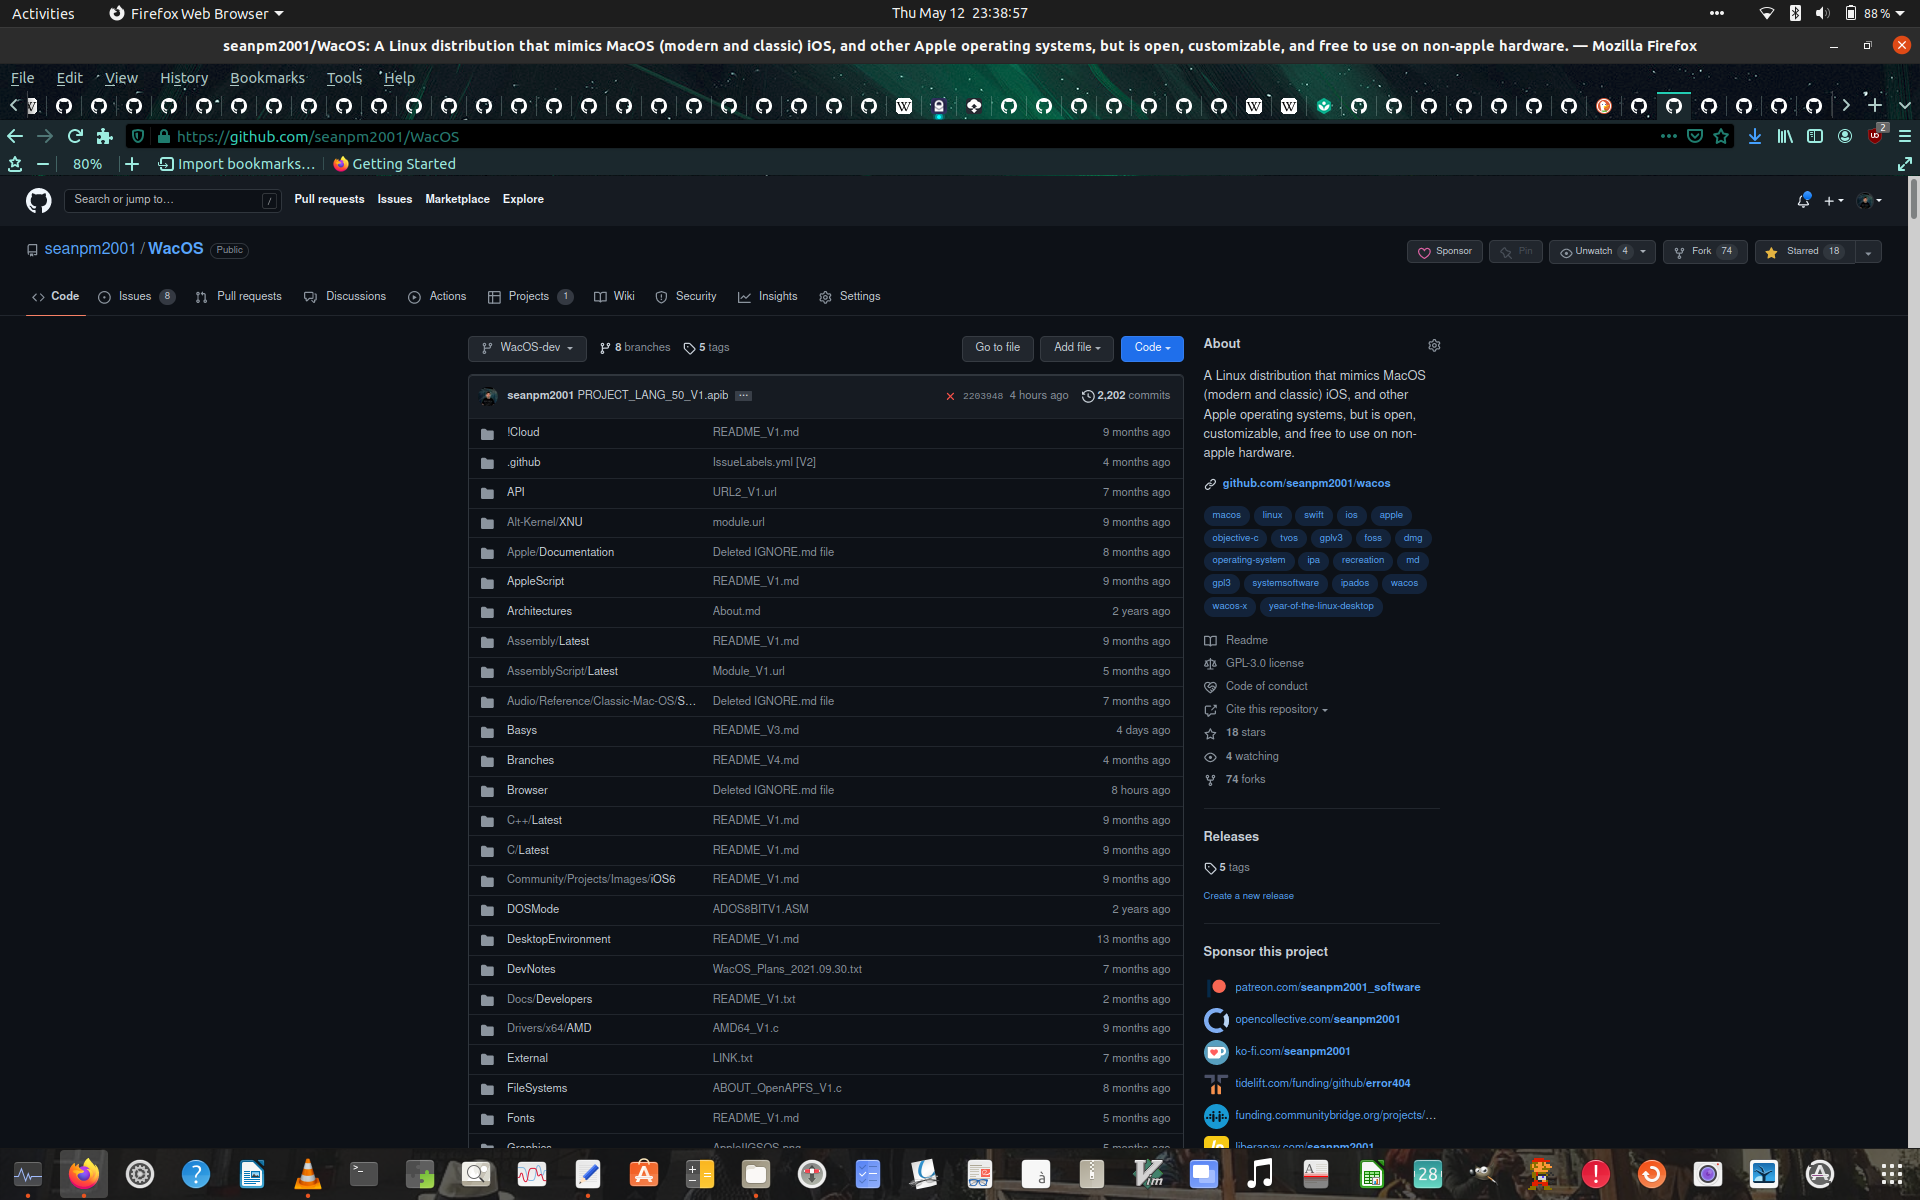 Activities
Firefox Web Browser
Thu May 12 23:38:57
88 %
seanpm2001/WacOS: A Linux distribution that mimics MacOS (modern and classic) iOS, and other Apple operating systems, but is open, customizable, and free to use on non-apple hardware. — Mozilla Firefox
File Edit View History Bookmarks Tools Help
https://github.com/seanpm2001/WacOS
2
80%
Import bookmarks…
Getting Started
Search or jump to…
/
Pull requests
Issues
Marketplace
Explore
seanpm2001 / WacOS
Public
Sponsor
Pin
Unwatch 4
Fork 74
Starred 18
Code
Issues 8
Pull requests
Discussions
Actions
Projects 1
Wiki
Security
Insights
Settings
WacOS-dev
8 branches
5 tags
Go to file
Add file
Code
seanpm2001 PROJECT_LANG_50_V1.apib
2203948 4 hours ago
2,202 commits
!Cloud README_V1.md 9 months ago
.github IssueLabels.yml [V2] 4 months ago
API URL2_V1.url 7 months ago
Alt-Kernel/XNU module.url 9 months ago
Apple/Documentation Deleted IGNORE.md file 8 months ago
AppleScript README_V1.md 9 months ago
Architectures About.md 2 years ago
Assembly/Latest README_V1.md 9 months ago
AssemblyScript/Latest Module_V1.url 5 months ago
Audio/Reference/Classic-Mac-OS/S… Deleted IGNORE.md file 7 months ago
Basys README_V3.md 4 days ago
Branches README_V4.md 4 months ago
Browser Deleted IGNORE.md file 8 hours ago
C++/Latest README_V1.md 9 months ago
C/Latest README_V1.md 9 months ago
Community/Projects/Images/iOS6 README_V1.md 9 months ago
DOSMode ADOS8BITV1.ASM 2 years ago
DesktopEnvironment README_V1.md 13 months ago
DevNotes WacOS_Plans_2021.09.30.txt 7 months ago
Docs/Developers README_V1.txt 2 months ago
Drivers/x64/AMD AMD64_V1.c 9 months ago
External LINK.txt 7 months ago
FileSystems ABOUT_OpenAPFS_V1.c 8 months ago
Fonts README_V1.md 5 months ago
Graphics AppleIIGSOS.png 5 months ago
About
A Linux distribution that mimics MacOS
(modern and classic) iOS, and other
Apple operating systems, but is open,
customizable, and free to use on non-
apple hardware.
github.com/seanpm2001/wacos
macos linux swift ios apple
objective-c tvos gplv3 foss dmg
operating-system ipa recreation md
gpl3 systemsoftware ipados wacos
wacos-x year-of-the-linux-desktop
Readme
GPL-3.0 license
Code of conduct
Cite this repository
18 stars
4 watching
74 forks
Releases
5 tags
Create a new release
Sponsor this project
patreon.com/seanpm2001_software
opencollective.com/seanpm2001
ko-fi.com/seanpm2001
tidelift.com/funding/github/error404
funding.communitybridge.org/projects/…
liberapay.com/seanpm2001
28